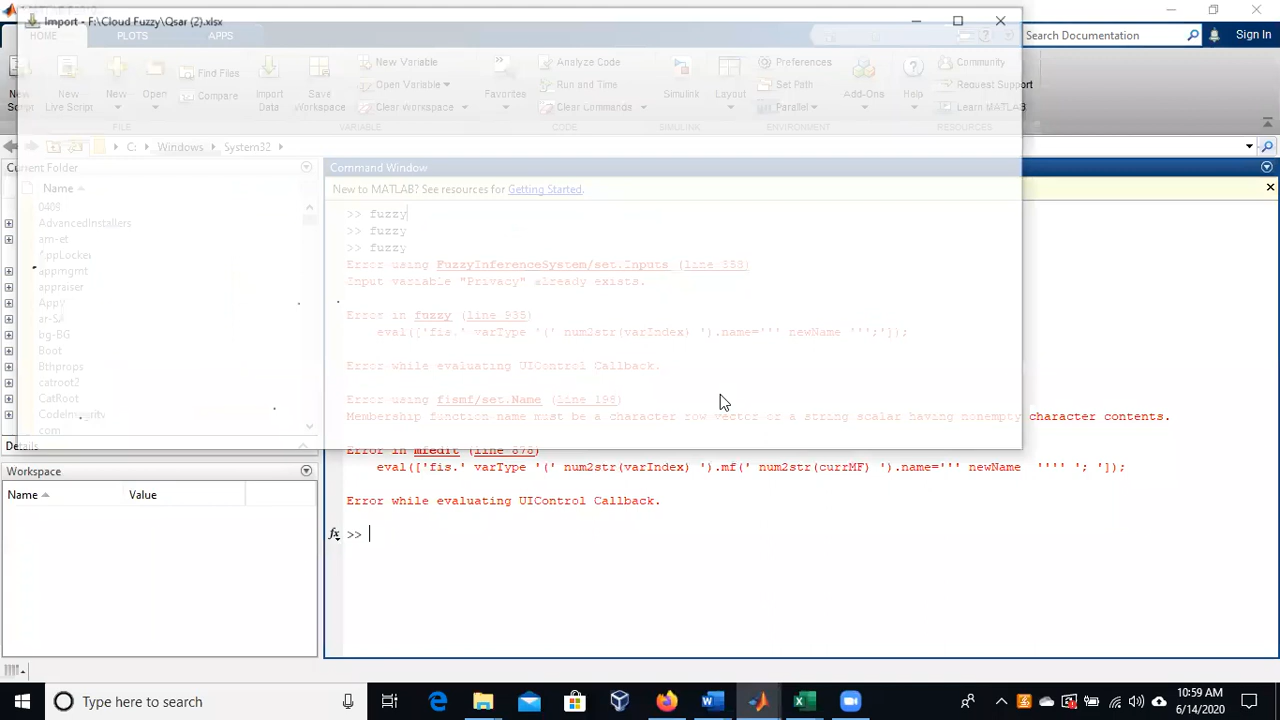 Import - F:\Cloud Fuzzy\Qsar (2).xlsx
HOME PLOTS APPS
Search Documentation
Sign In
New Script
New Live Script
New
Open
Find Files
Compare
Import Data
Save Workspace
New Variable
Open Variable
Clear Workspace
Favorites
Analyze Code
Run and Time
Clear Commands
Simulink
Layout
Preferences
Set Path
Parallel
Add-Ons
Help
Community
Request Support
Learn MATLAB
FILE VARIABLE CODE SIMULINK ENVIRONMENT RESOURCES
C: Windows System32
Current Folder
Name
0409
AdvancedInstallers
am-et
AppLocker
appmgmt
appraiser
AppV
ar-SA
bg-BG
Boot
Bthprops
catroot2
CatRoot
CodeIntegrity
com
Details
Workspace
Name Value
Command Window
New to MATLAB? See resources for Getting Started.
>> fuzzy
>> fuzzy
>> fuzzy
Error using FuzzyInferenceSystem/set.Inputs (line 538)
Input variable "Privacy" already exists.
Error in fuzzy (line 935)
eval(['fis.' varType '(' num2str(varIndex) ').name=''' newName ''';']);
Error while evaluating UIControl Callback.
Error using fismf/set.Name (line 196)
Membership function name must be a character row vector or a string scalar having nonempty character contents.
Error in mfedit (line 878)
eval(['fis.' varType '(' num2str(varIndex) ').mf(' num2str(currMF) ').name=''' newName '''' '; ']);
Error while evaluating UIControl Callback.
fx >>
Type here to search
10:59 AM
6/14/2020